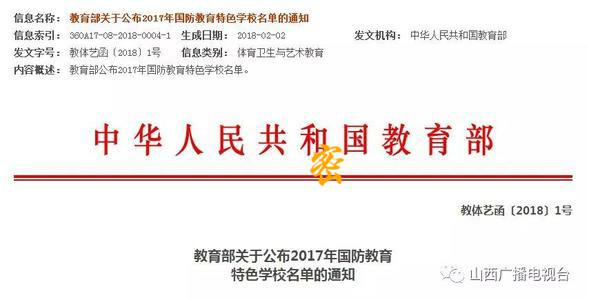 信息名称： 教育部关于公布2017年国防教育特色学校名单的通知
信息索引： 360A17-08-2018-0004-1 生成日期： 2018-02-02 发文机构： 中华人民共和国教育部
发文字号： 教体艺函〔2018〕1号 信息类别： 体育卫生与艺术教育
内容概述： 教育部公布2017年国防教育特色学校名单。
中华人民共和国教育部
密
教体艺函〔2018〕1号
教育部关于公布2017年国防教育
特色学校名单的通知
山西广播电视台